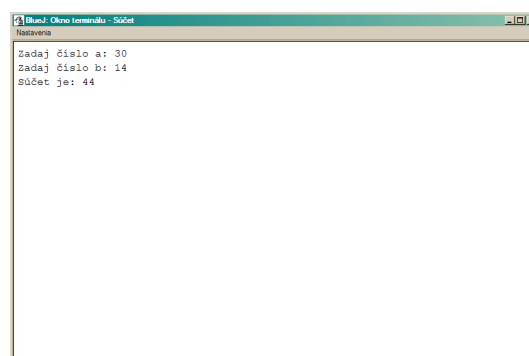 BlueJ: Okno terminálu - Súčet
Nastavenia
Zadaj číslo a: 30
Zadaj číslo b: 14
Súčet je: 44